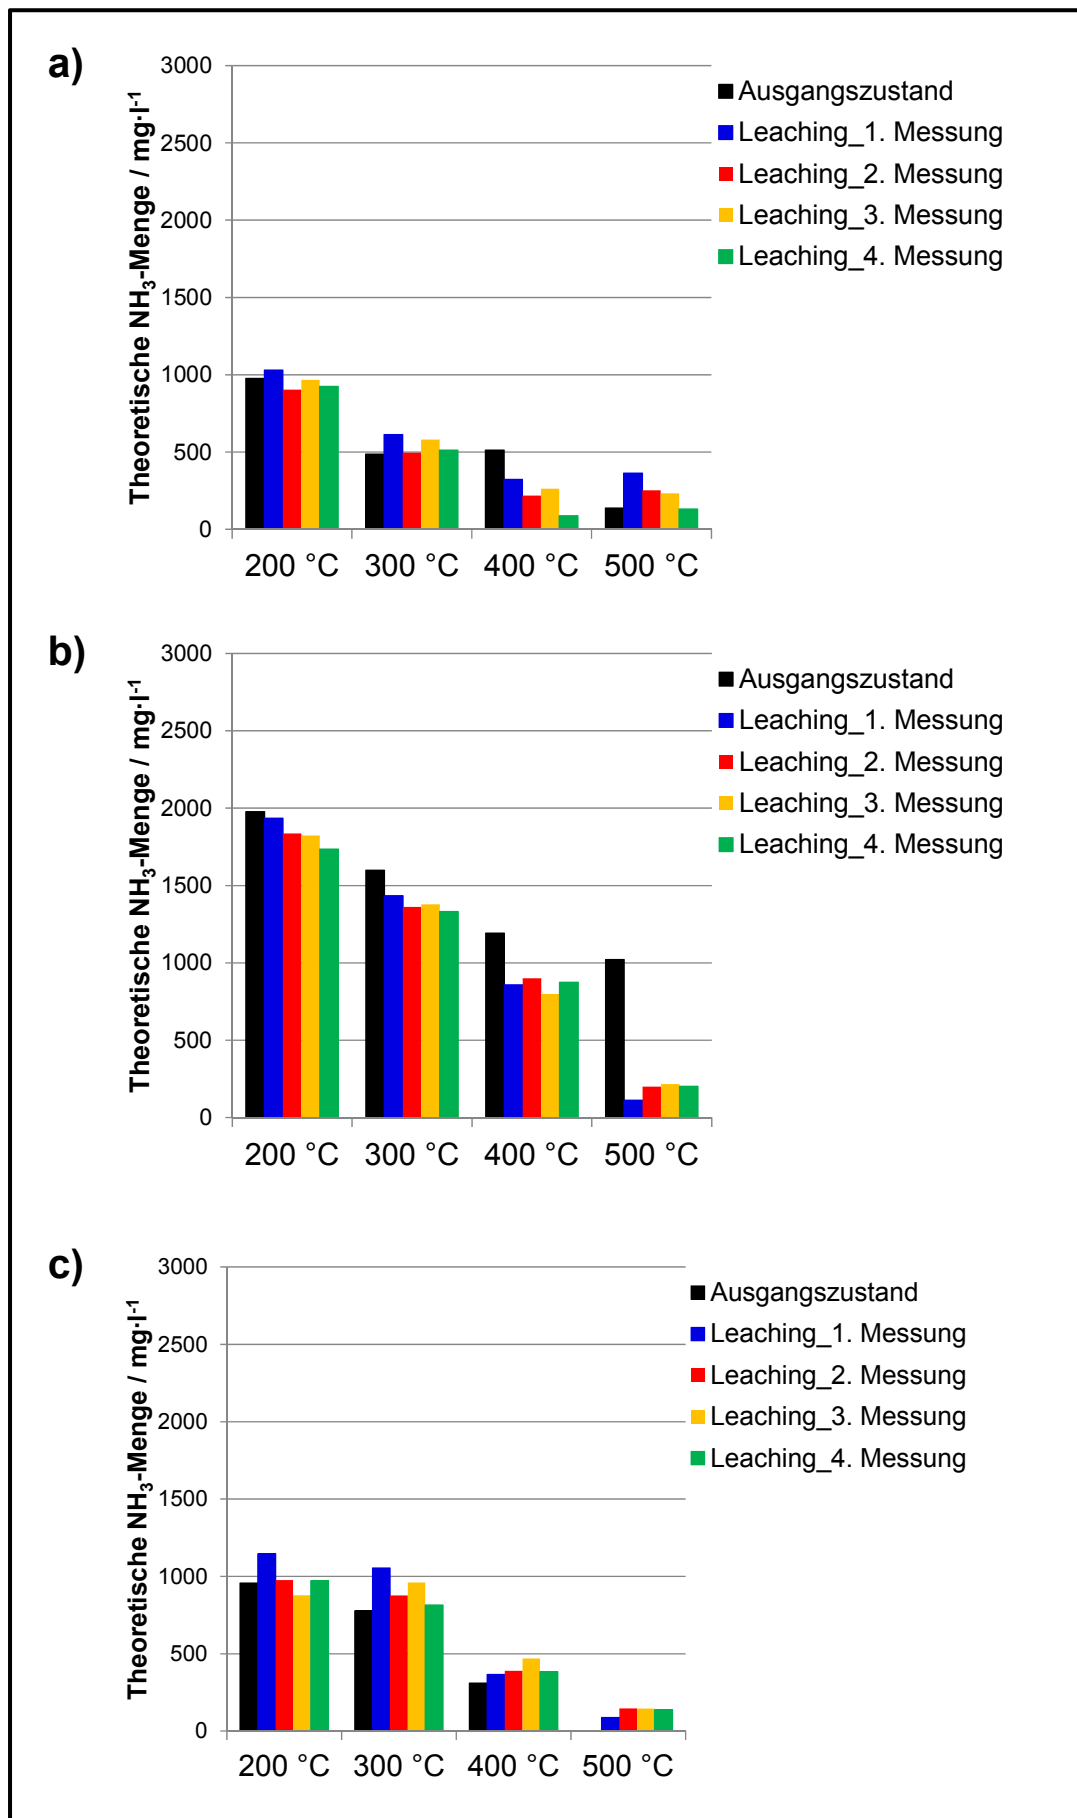 a)
Theoretische NH₃-Menge / mg·l⁻¹
3000
2500
2000
1500
1000
500
0
200 °C 300 °C 400 °C 500 °C
Ausgangszustand
Leaching_1. Messung
Leaching_2. Messung
Leaching_3. Messung
Leaching_4. Messung
b)
Theoretische NH₃-Menge / mg·l⁻¹
3000
2500
2000
1500
1000
500
0
200 °C 300 °C 400 °C 500 °C
Ausgangszustand
Leaching_1. Messung
Leaching_2. Messung
Leaching_3. Messung
Leaching_4. Messung
c)
Theoretische NH₃-Menge / mg·l⁻¹
3000
2500
2000
1500
1000
500
0
200 °C 300 °C 400 °C 500 °C
Ausgangszustand
Leaching_1. Messung
Leaching_2. Messung
Leaching_3. Messung
Leaching_4. Messung